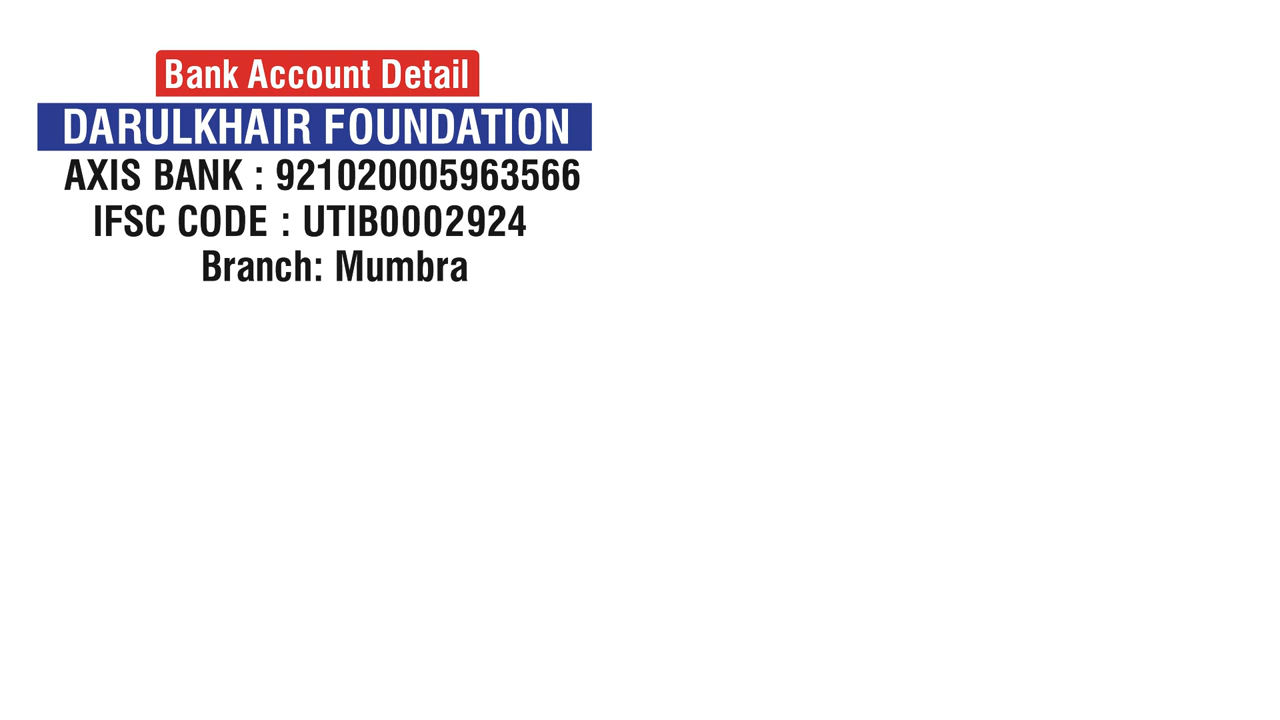 Bank Account Detail
DARULKHAIR FOUNDATION
AXIS BANK : 921020005963566
IFSC CODE : UTIB0002924
Branch: Mumbra